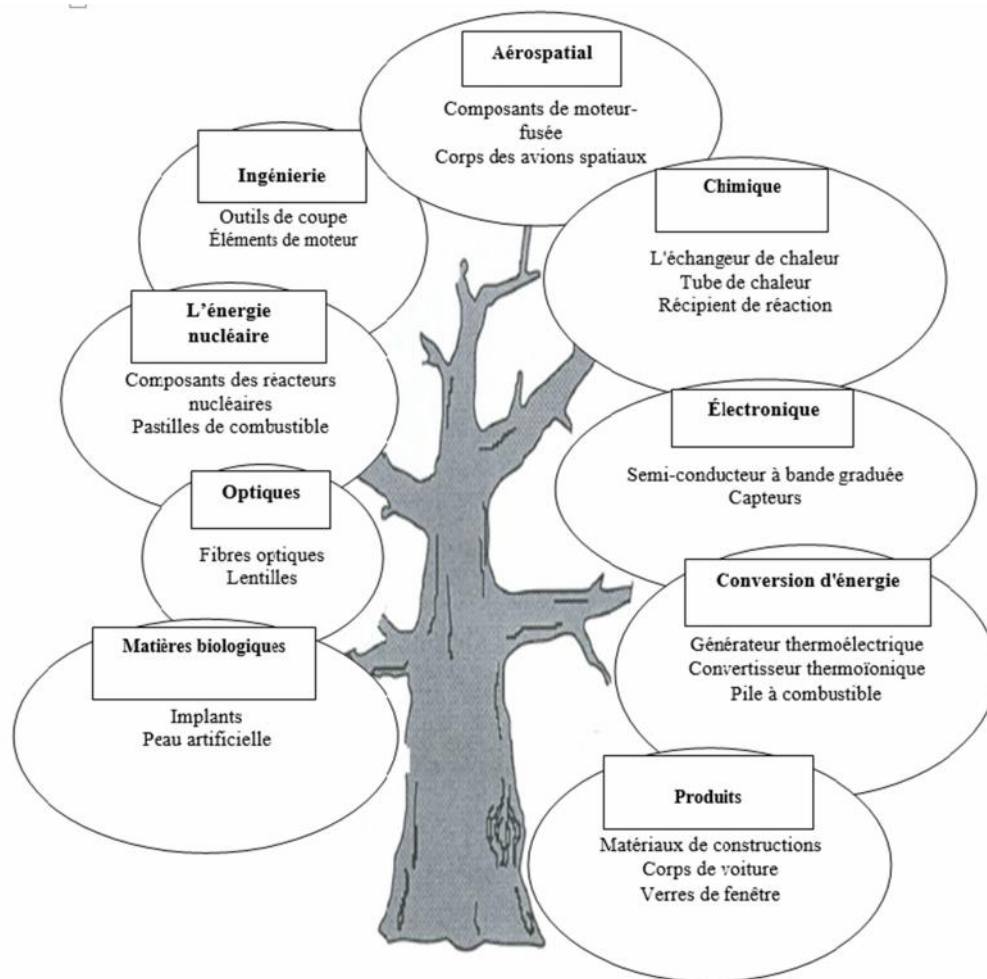 Aérospatial
Composants de moteur-
fusée
Corps des avions spatiaux
Ingénierie
Outils de coupe
Éléments de moteur
Chimique
L'échangeur de chaleur
Tube de chaleur
Récipient de réaction
L'énergie
nucléaire
Composants des réacteurs
nucléaires
Pastilles de combustible
Électronique
Semi-conducteur à bande graduée
Capteurs
Optiques
Fibres optiques
Lentilles
Conversion d'énergie
Générateur thermoélectrique
Convertisseur thermoïonique
Pile à combustible
Matières biologiques
Implants
Peau artificielle
Produits
Matériaux de constructions
Corps de voiture
Verres de fenêtre